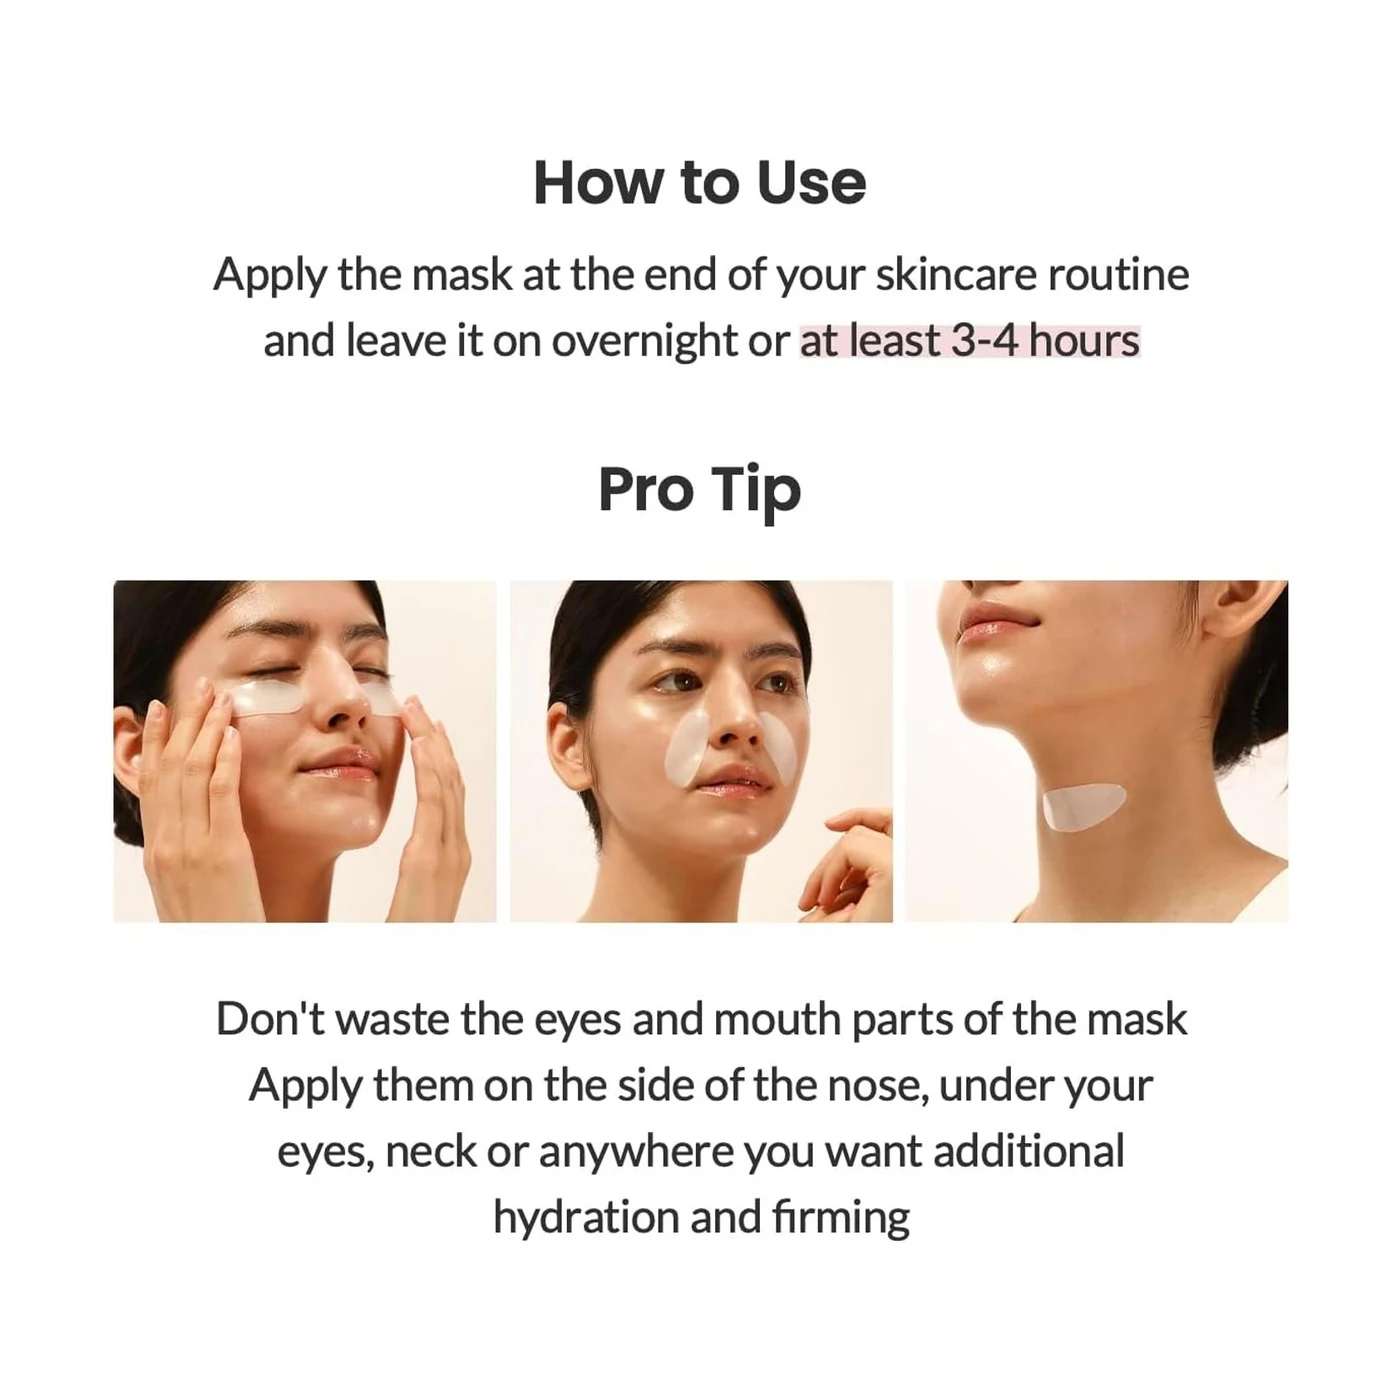 How to Use
Apply the mask at the end of your skincare routine
and leave it on overnight or at least 3-4 hours
Pro Tip
Don't waste the eyes and mouth parts of the mask
Apply them on the side of the nose, under your
eyes, neck or anywhere you want additional
hydration and firming